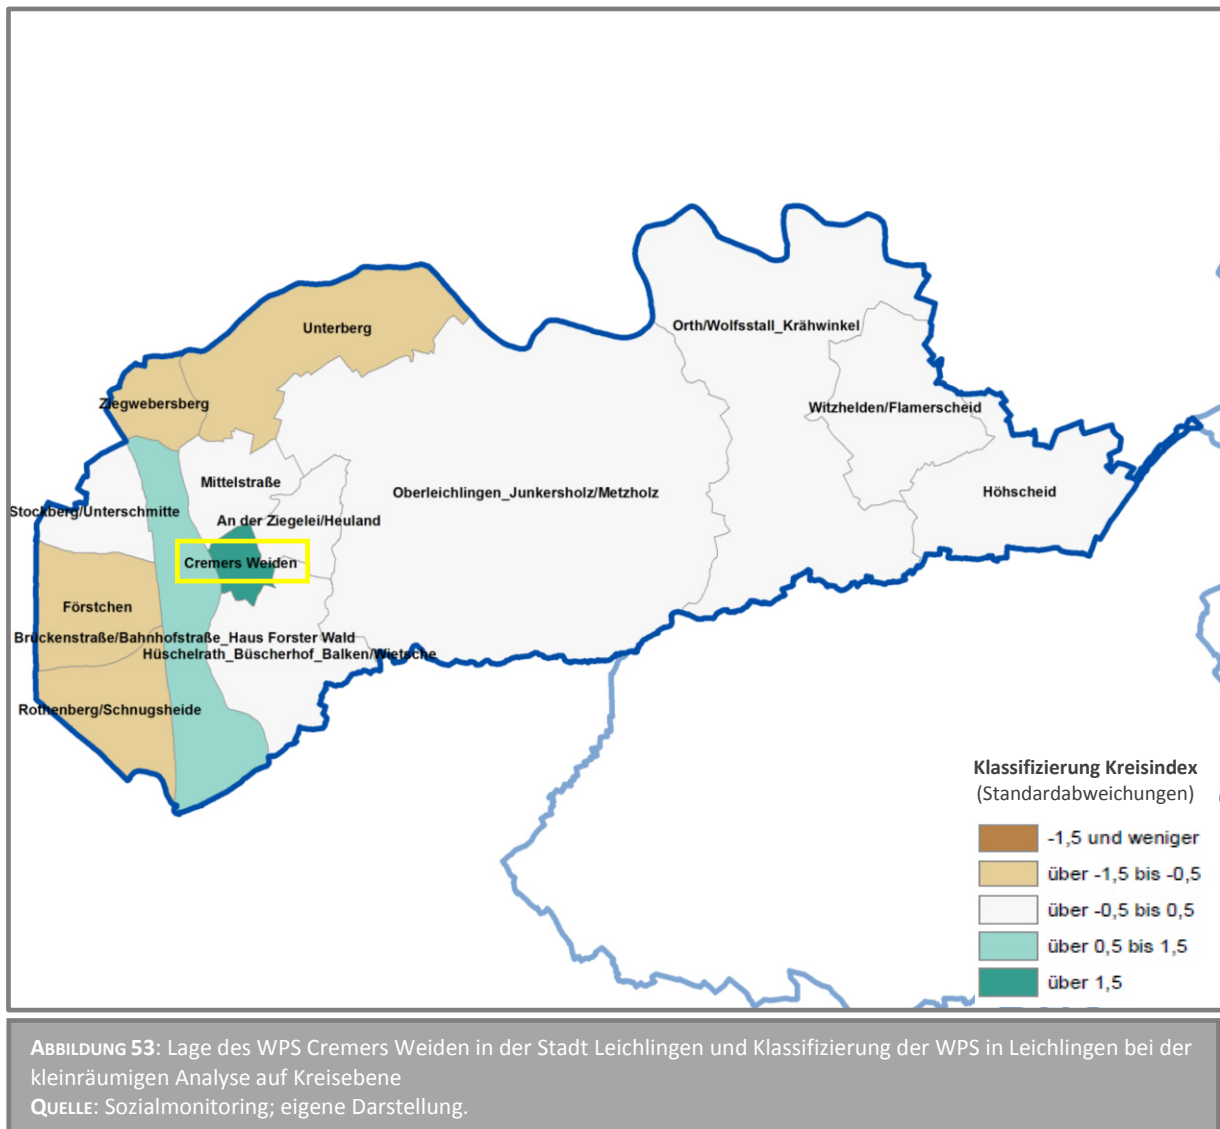 Unterberg
Orth/Wolfsstall_Krähwinkel
Ziegwebersberg
Witzhelden/Flamerscheid
Mittelstraße
Oberleichlingen_Junkersholz/Metzholz
Höhscheid
Stockberg/Unterschmitte
An der Ziegelei/Heuland
Cremers Weiden
Förstchen
Brückenstraße/Bahnhofstraße_Haus Forster Wald
Hüschelrath_Büscherhof_Balken/Wietsche
Rothenberg/Schnugsheide
Klassifizierung Kreisindex
(Standardabweichungen)
-1,5 und weniger
über -1,5 bis -0,5
über -0,5 bis 0,5
über 0,5 bis 1,5
über 1,5
ABBILDUNG 53: Lage des WPS Cremers Weiden in der Stadt Leichlingen und Klassifizierung der WPS in Leichlingen bei der
kleinräumigen Analyse auf Kreisebene
QUELLE: Sozialmonitoring; eigene Darstellung.